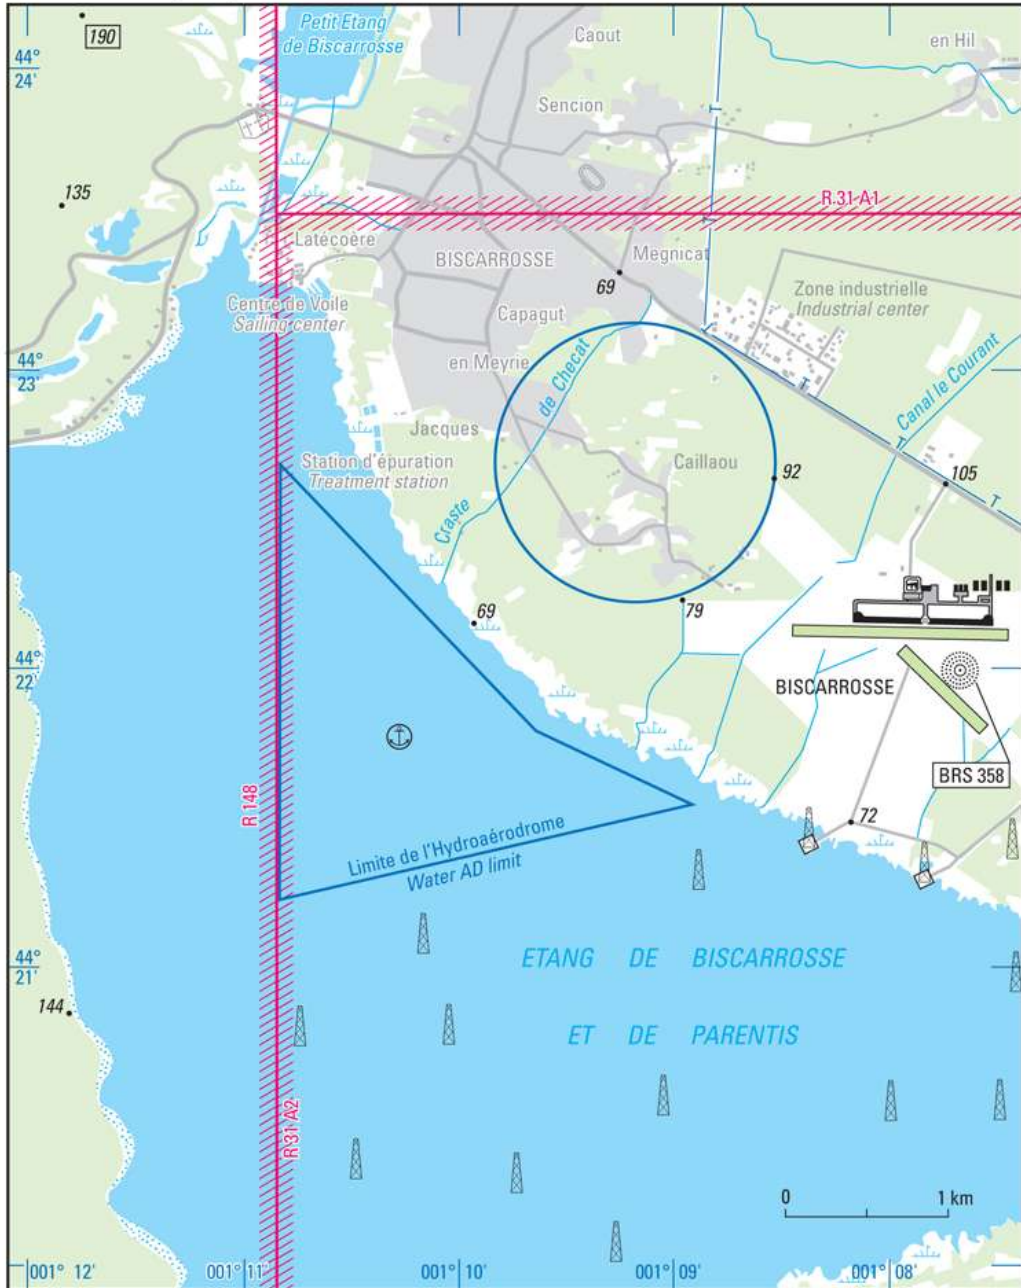 190
Petit Etang
de Biscarrosse
Caout
en Hil
44°
24'
Sencion
T
135
R 31 A1
T
Latécoère
BISCARROSSE
Megnicat
69
Zone industrielle
Industrial center
Centre de Voile
Sailing center
Capagut
T
44°
23'
en Meyrie
de Checat
Canal le Courant
T
Jacques
T
Station d'épuration
Treatment station
Caillaou
92
105
T
Craste
69
79
44°
22'
BISCARROSSE
BRS 358
R 148
72
Limite de l'Hydroaérodrome
Water AD limit
ETANG DE BISCARROSSE
44°
21'
144
ET DE PARENTIS
R 31 A2
0 1 km
001° 12' 001° 11' 001° 10' 001° 09' 001° 08'